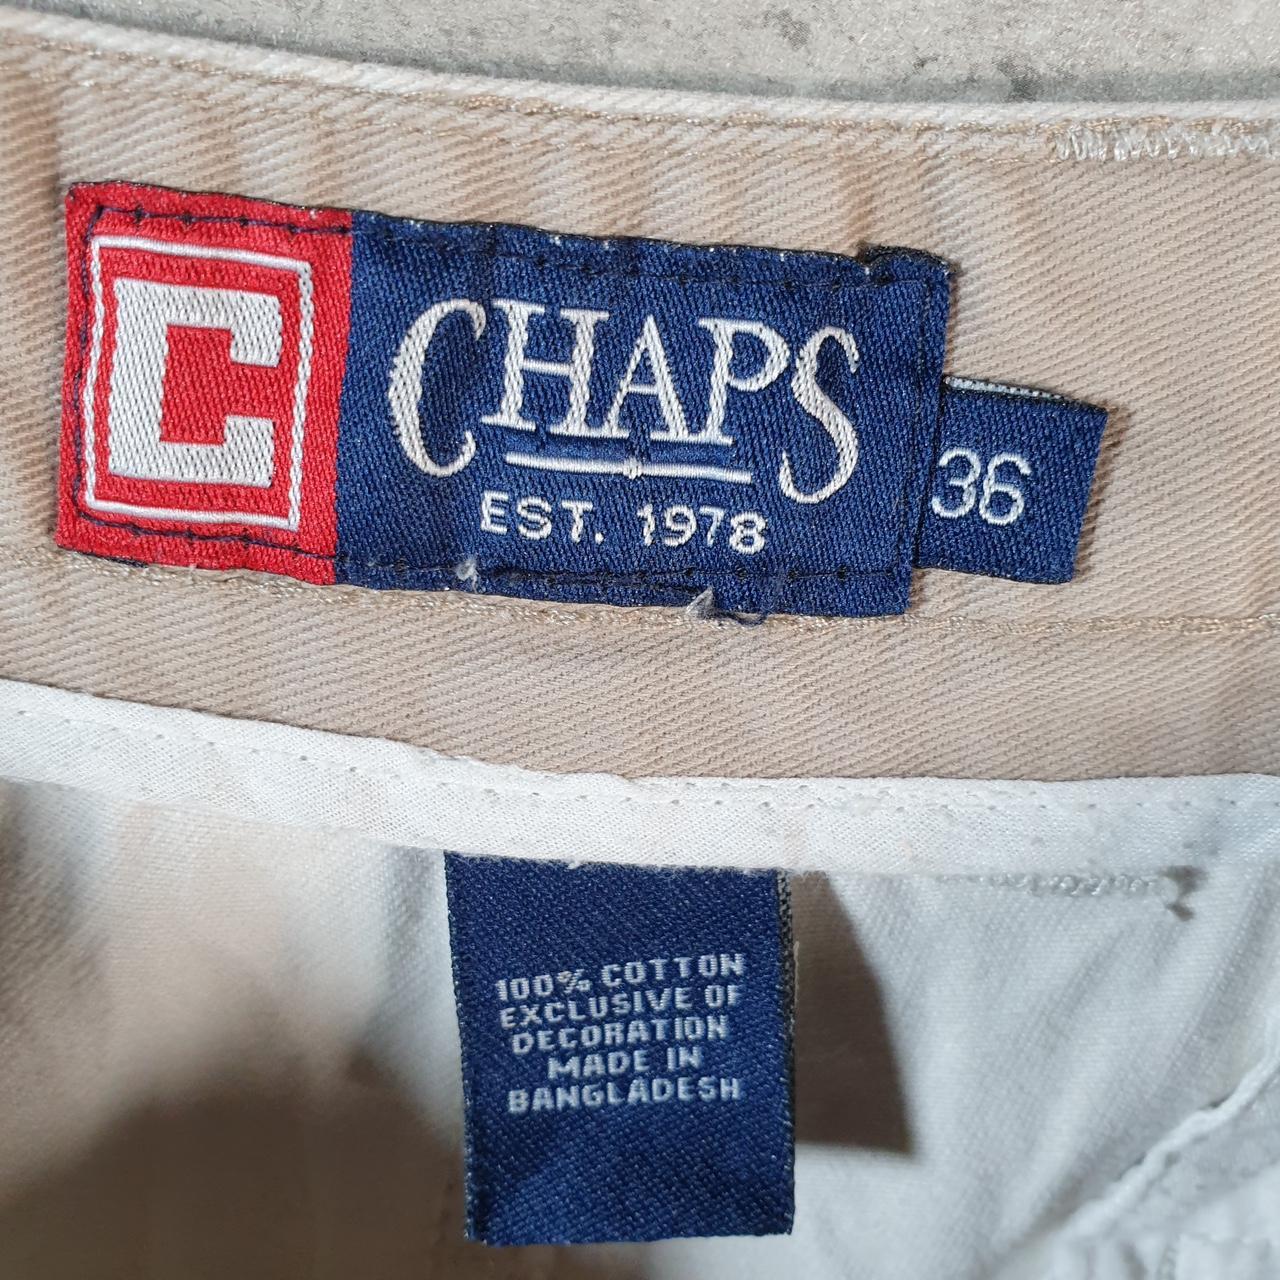 C
CHAPS
EST. 1978
36
100% COTTON
EXCLUSIVE OF
DECORATION
MADE IN
BANGLADESH